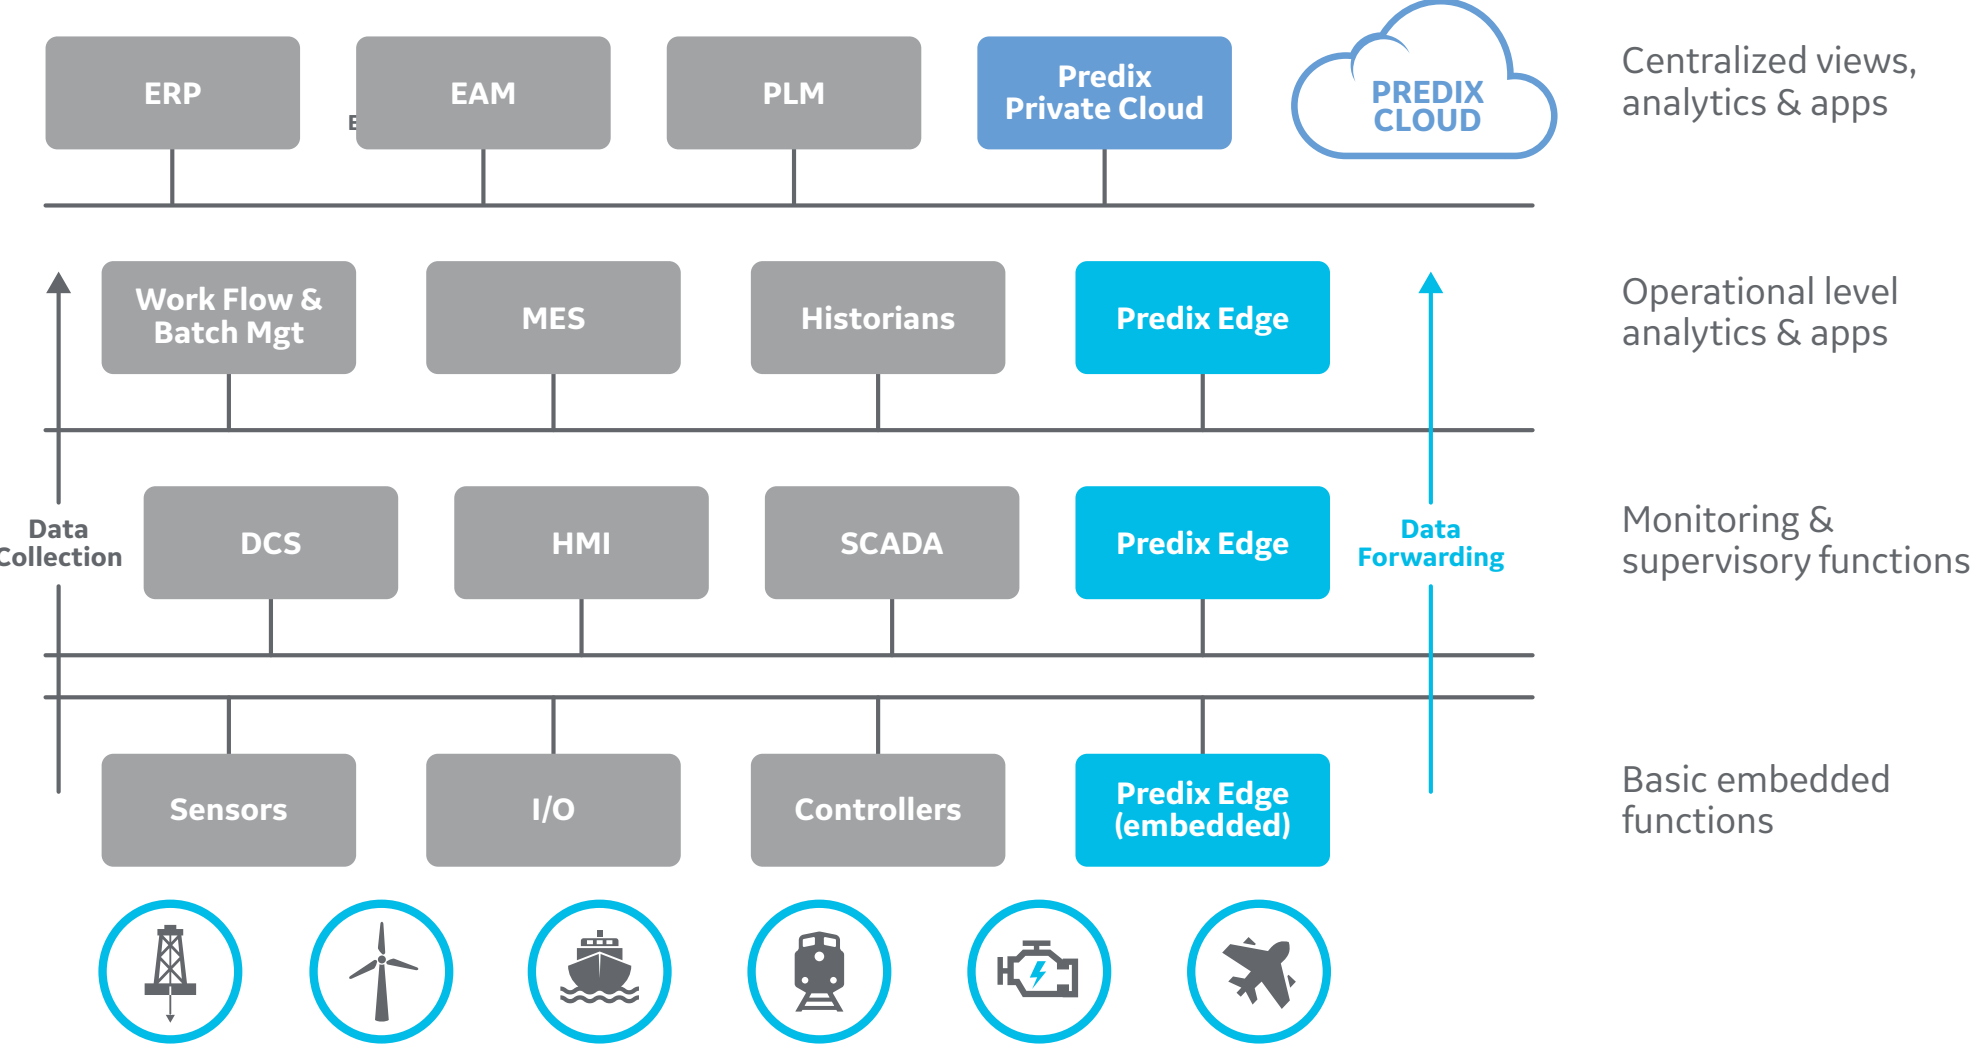 ERP
EAM
PLM
Predix
Private Cloud
PREDIX
CLOUD
Centralized views,
analytics & apps
Work Flow &
Batch Mgt
MES
Historians
Predix Edge
Operational level
analytics & apps
Data
Collection
DCS
HMI
SCADA
Predix Edge
Data
Forwarding
Monitoring &
supervisory functions
Sensors
I/O
Controllers
Predix Edge
(embedded)
Basic embedded
functions